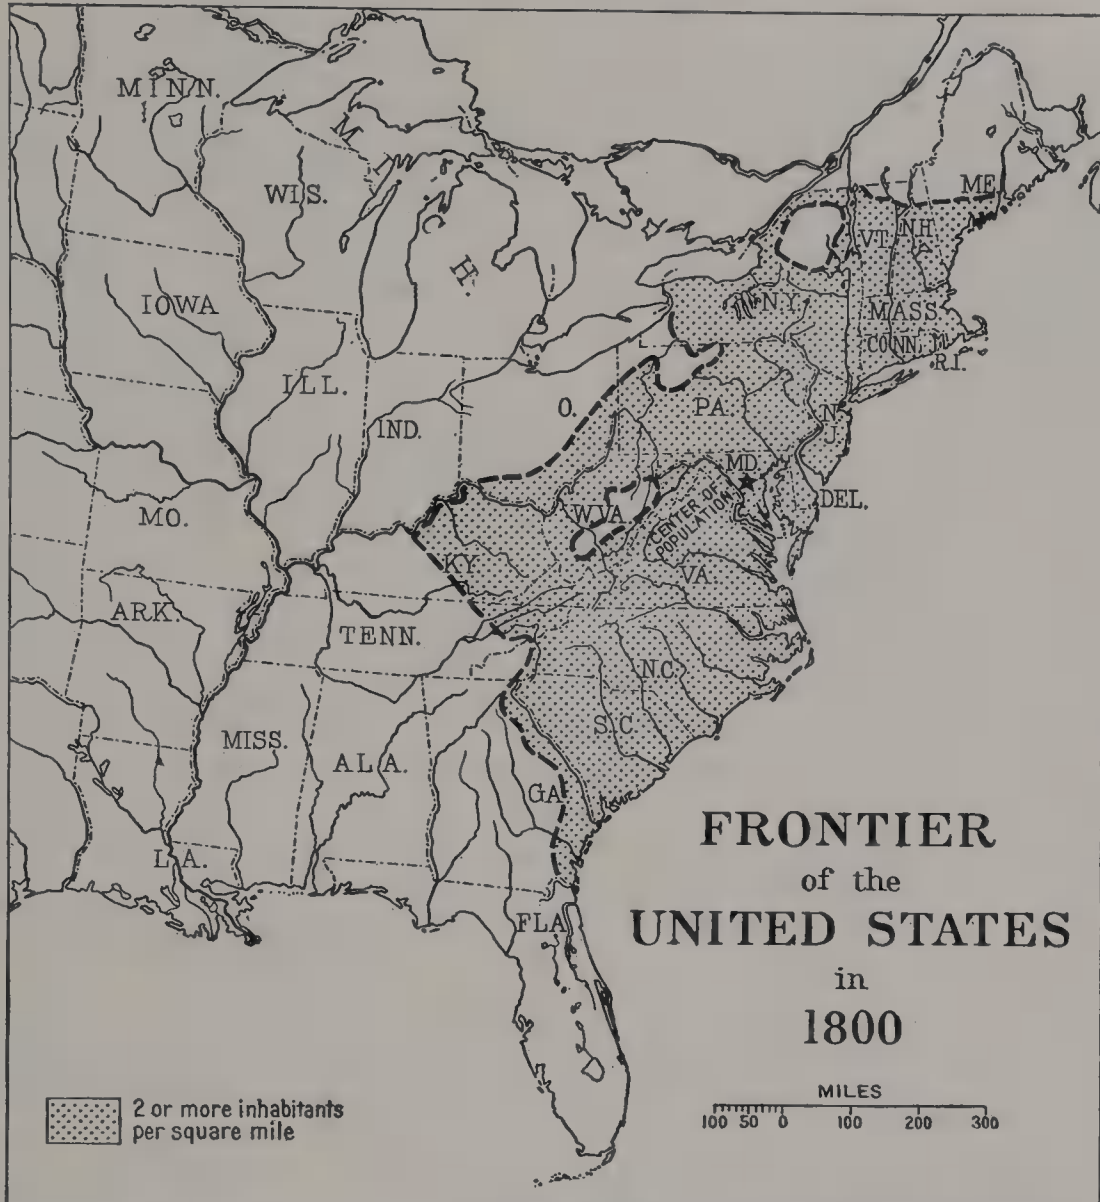 MINN.
WIS.
MICH.
ME.
VT.
N.H.
IOWA
N.Y.
MASS.
CONN.
R.I.
ILL.
IND.
O.
PA.
N.J.
MD.
DEL.
MO.
W.VA.
CENTER OF
POPULATION
KY.
VA.
ARK.
TENN.
N.C.
S.C.
MISS.
ALA.
GA.
LA.
FLA.
FRONTIER
of the
UNITED STATES
in
1800
MILES
100 50 0 100 200 300
2 or more inhabitants
per square mile